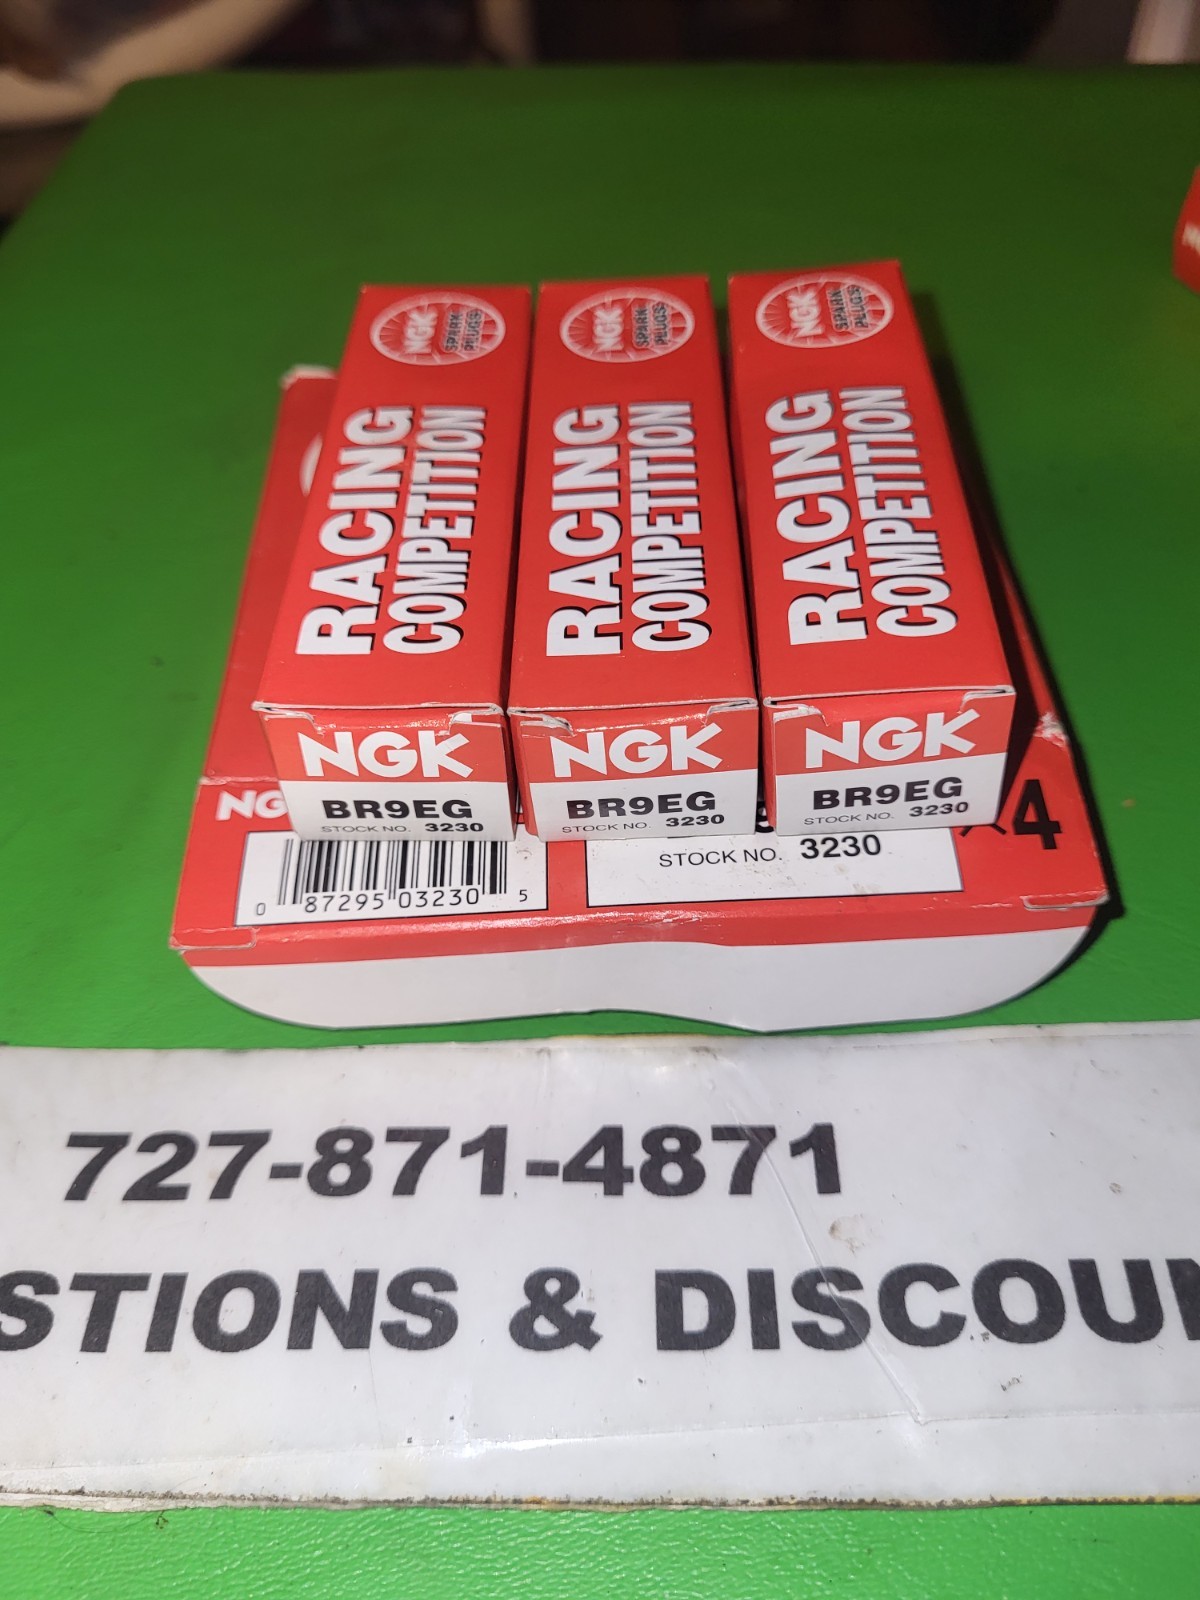 NGK SPARK PLUGS
RACING
COMPETITION
NGK
BR9EG
STOCK NO. 3230
NGK SPARK PLUGS
RACING
COMPETITION
NGK
BR9EG
STOCK NO. 3230
NGK SPARK PLUGS
RACING
COMPETITION
NGK
BR9EG
STOCK NO. 3230
NG
×4
STOCK NO. 3230
0 87295 03230 5
727-871-4871
STIONS & DISCOU